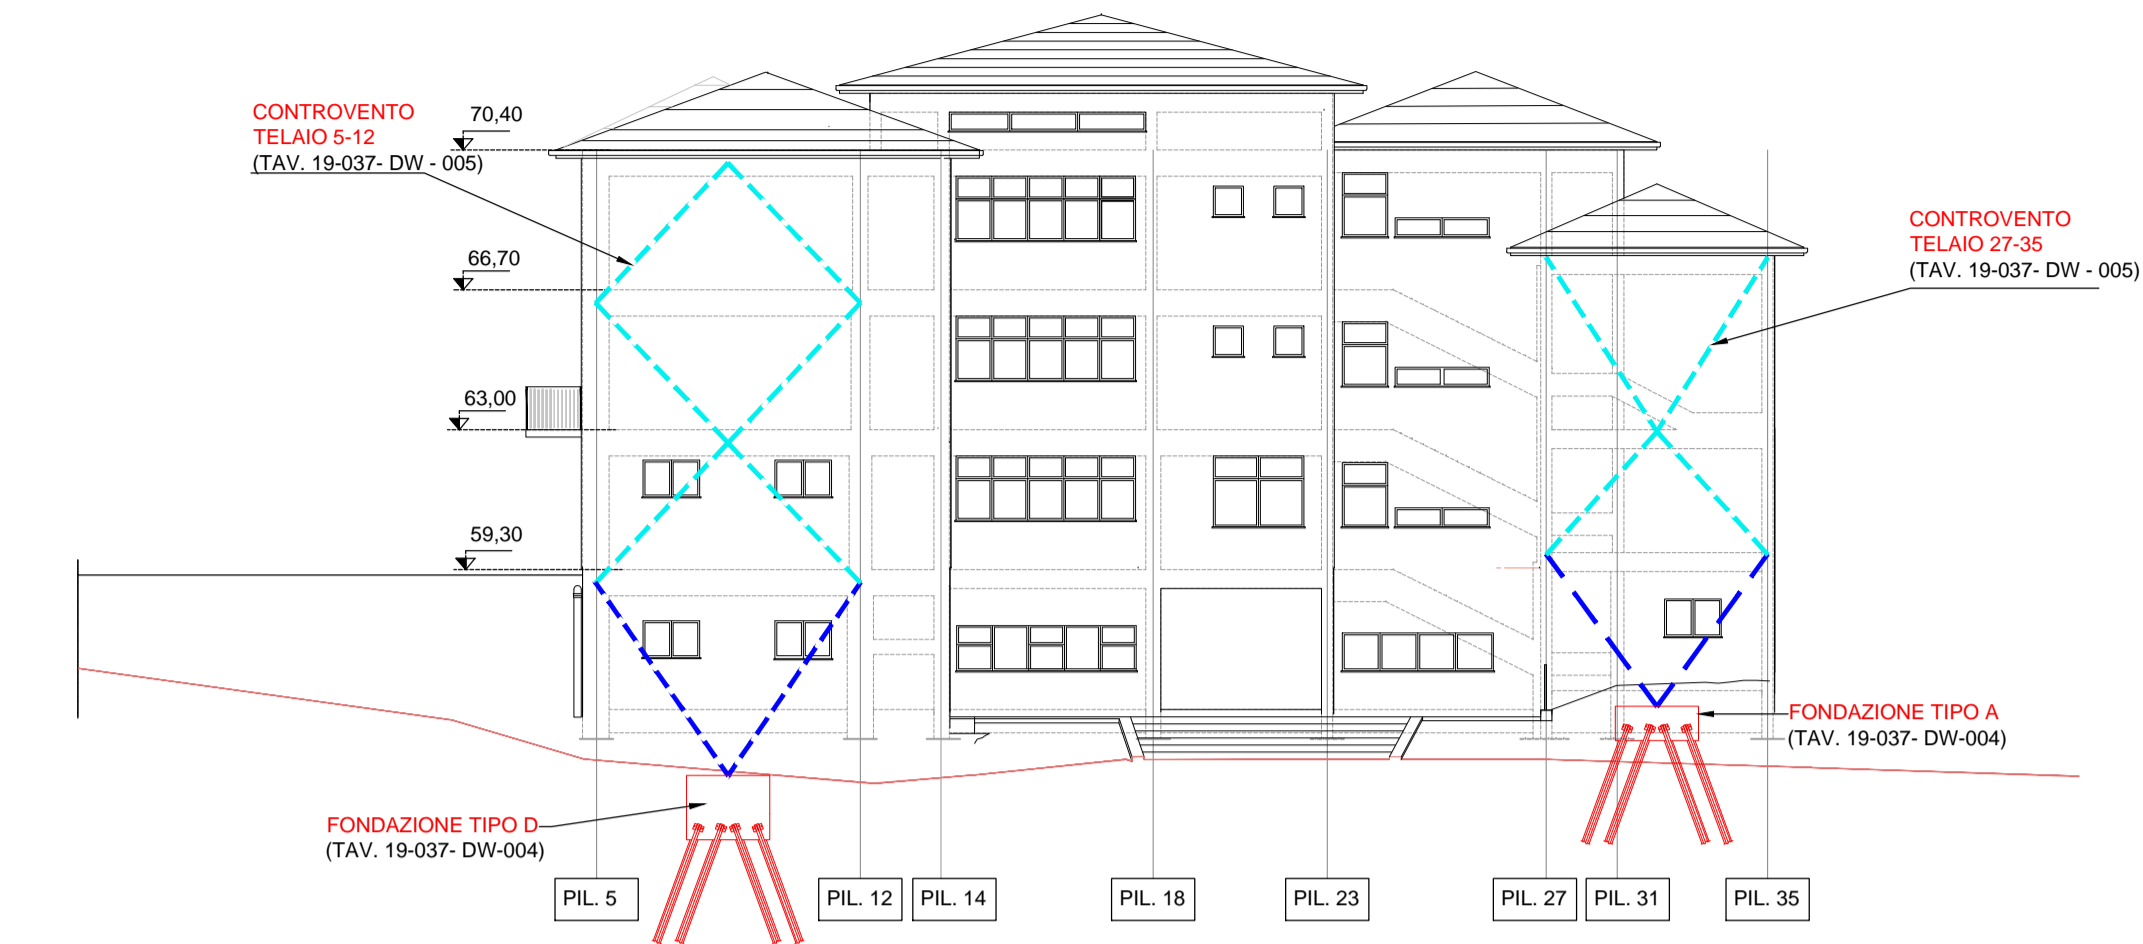 CONTROVENTO
TELAIO 5-12
(TAV. 19-037- DW - 005)
70,40
66,70
63,00
59,30
CONTROVENTO
TELAIO 27-35
(TAV. 19-037- DW - 005)
FONDAZIONE TIPO A
(TAV. 19-037- DW-004)
FONDAZIONE TIPO D
(TAV. 19-037- DW-004)
PIL. 5
PIL. 12
PIL. 14
PIL. 18
PIL. 23
PIL. 27
PIL. 31
PIL. 35